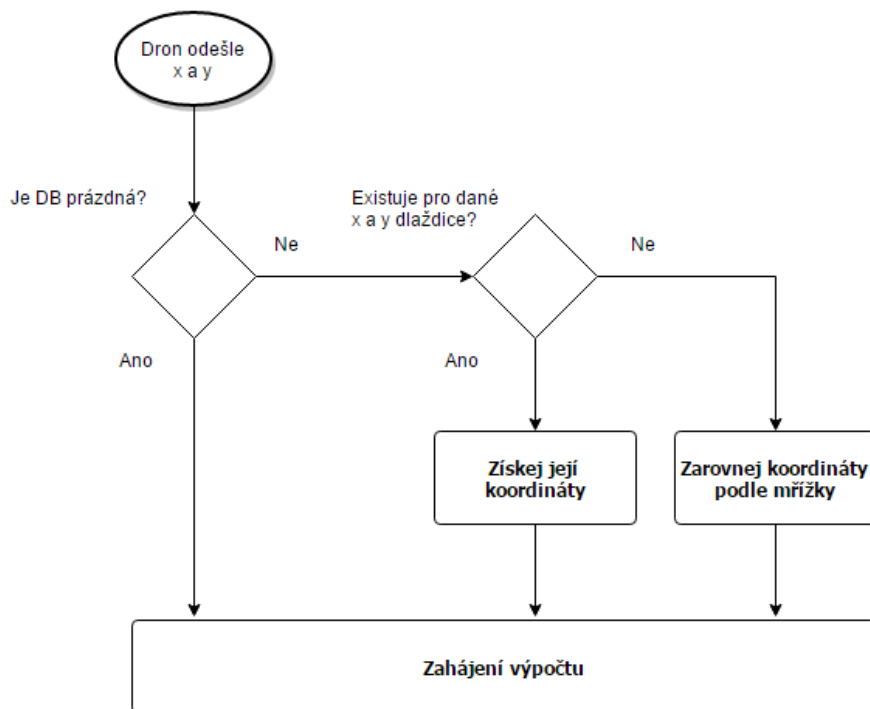 Dron odešle
x a y
Je DB prázdná?
Existuje pro dané
x a y dlaždice?
Ne
Ne
Ano
Ano
Získej její
koordináty
Zarovnej koordináty
podle mřížky
Zahájení výpočtu